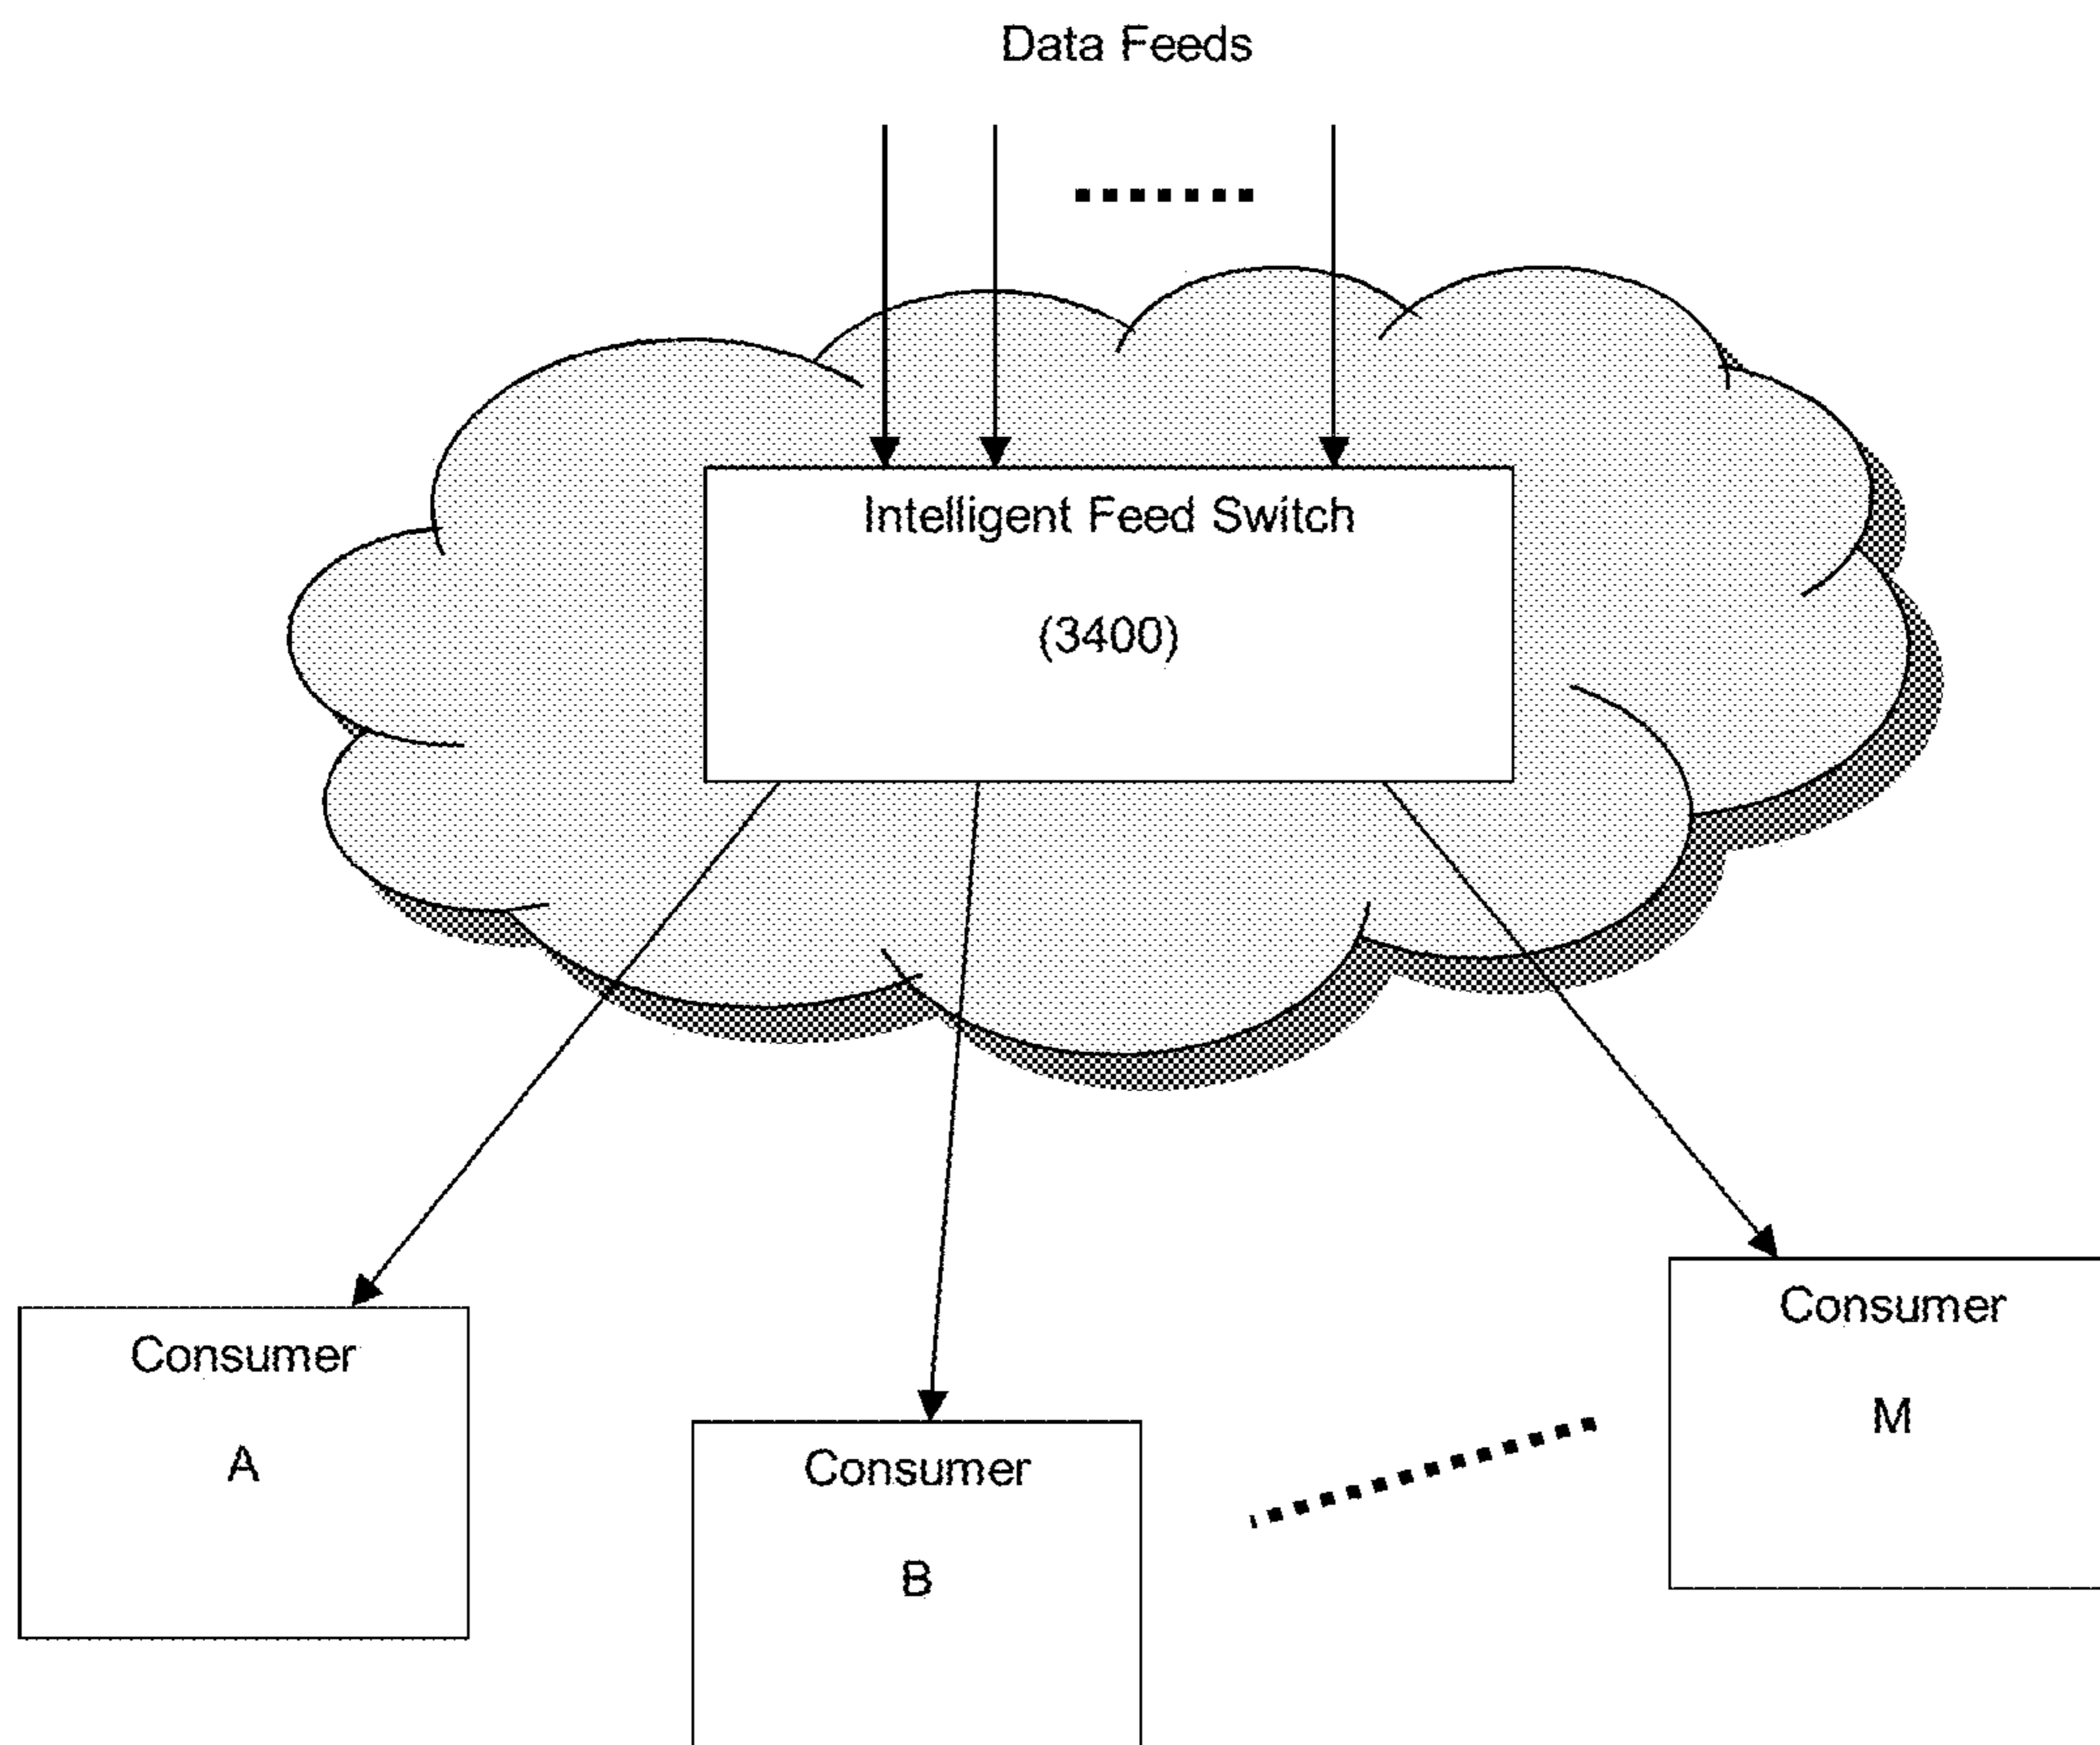 Data Feeds
Intelligent Feed Switch
(3400)
Consumer
A
Consumer
B
Consumer
M